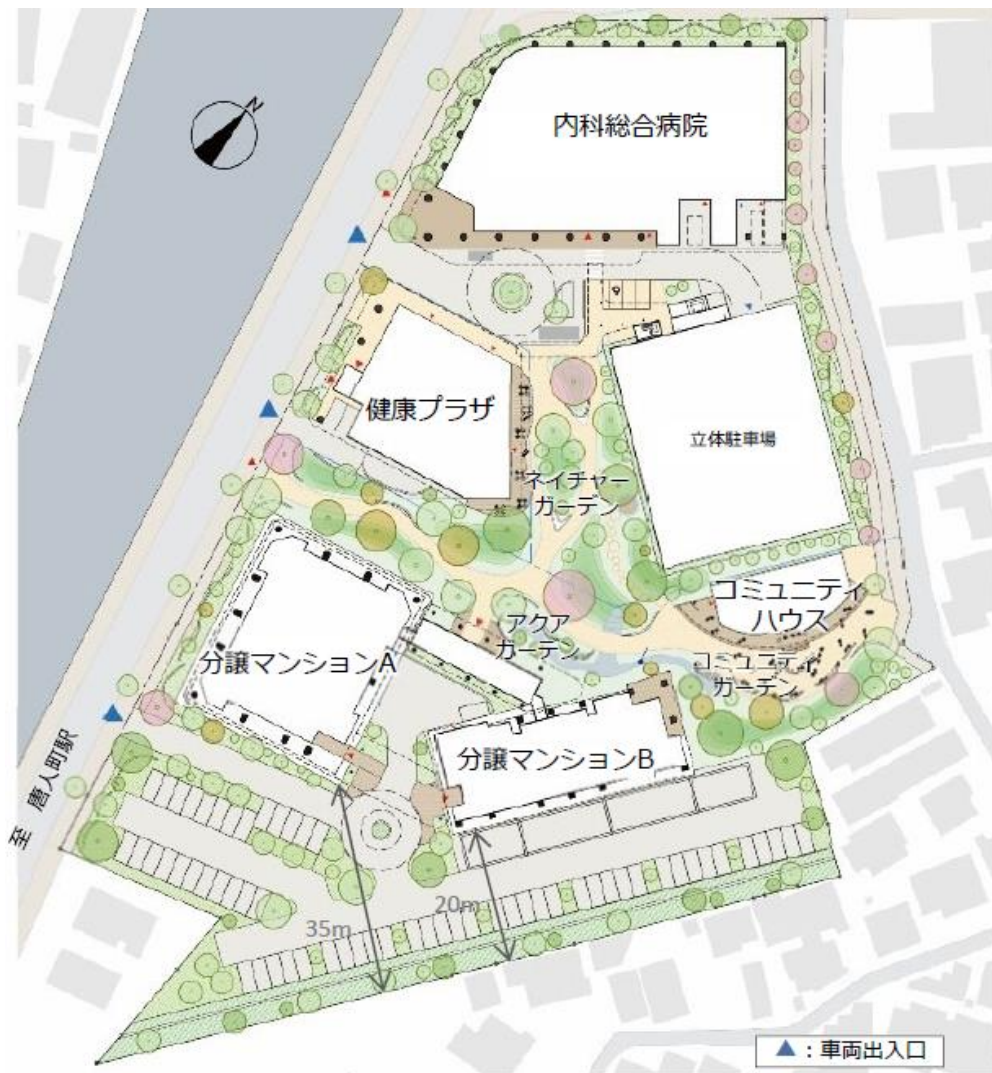 N
内科総合病院
健康プラザ
立体駐車場
ネイチャー
ガーデン
コミュニティ
ハウス
アクア
ガーデン
分譲マンションA
コミュニティ
ガーデン
分譲マンションB
至 唐人町駅
35m
20m
▲：車両出入口